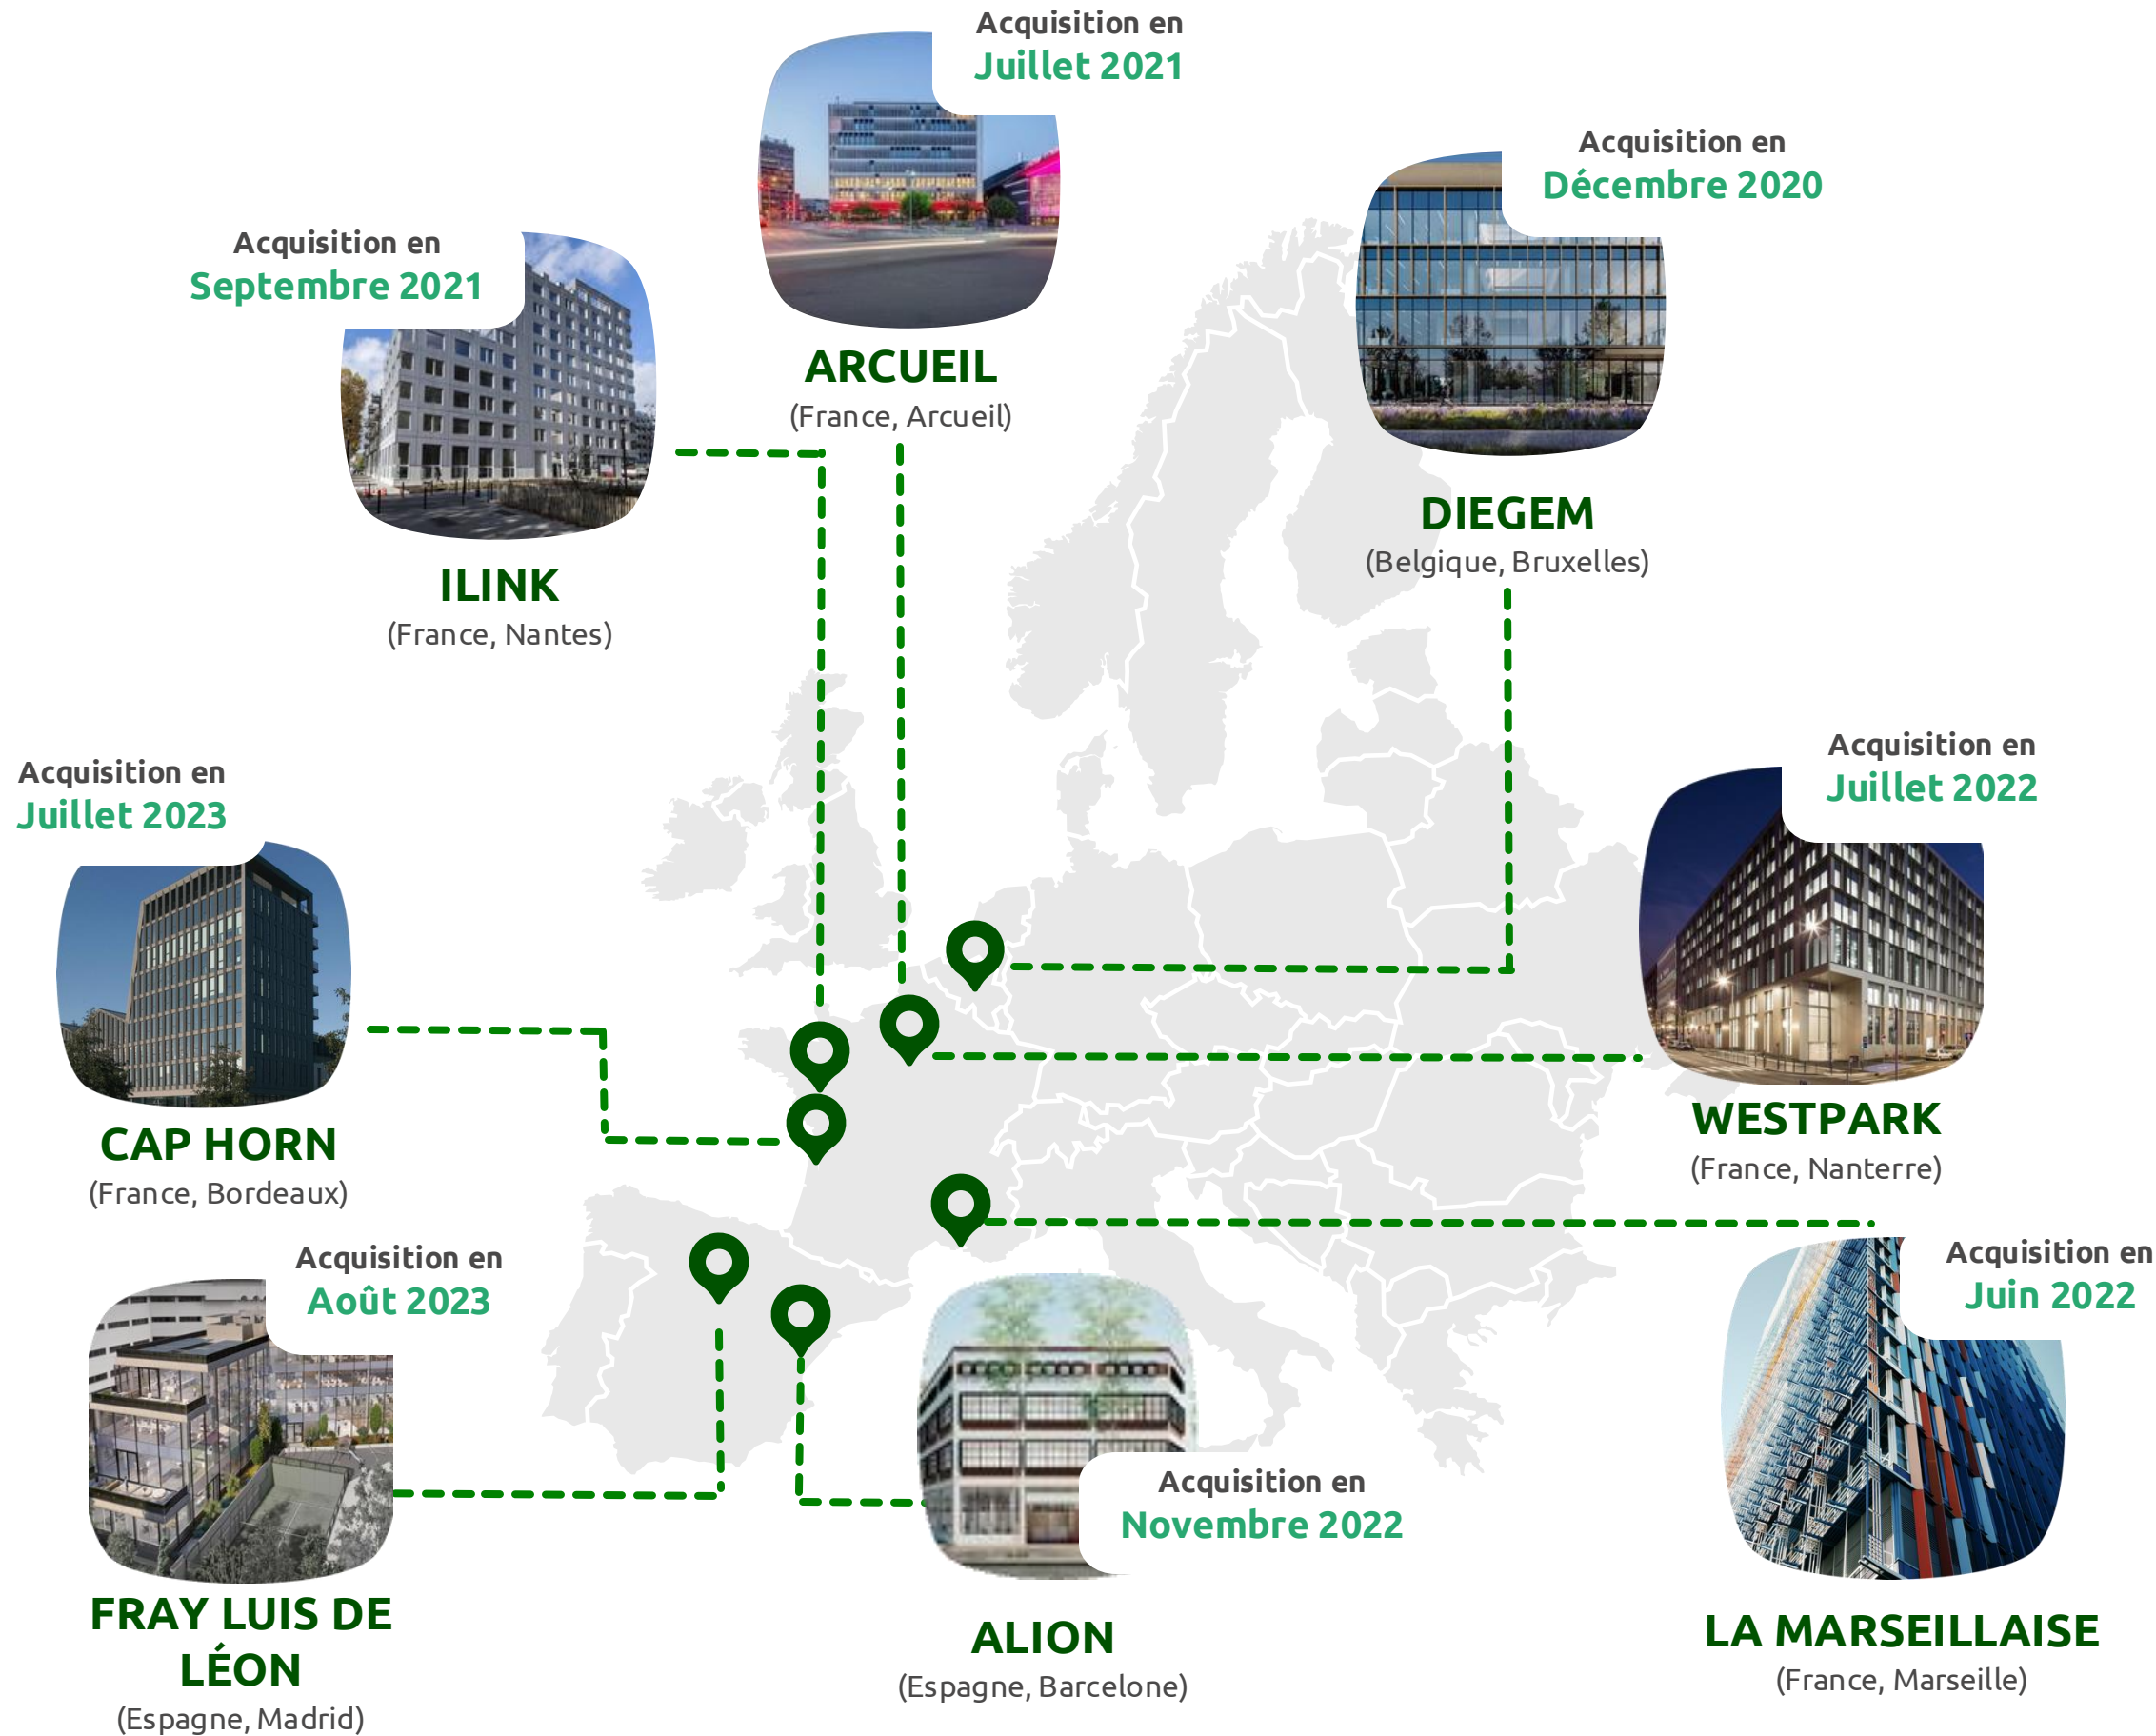 Acquisition en
Juillet 2021
ARCUEIL
(France, Arcueil)
Acquisition en
Décembre 2020
DIEGEM
(Belgique, Bruxelles)
Acquisition en
Septembre 2021
ILINK
(France, Nantes)
Acquisition en
Juillet 2022
WESTPARK
(France, Nanterre)
Acquisition en
Juillet 2023
CAP HORN
(France, Bordeaux)
Acquisition en
Août 2023
FRAY LUIS DE
LÉON
(Espagne, Madrid)
Acquisition en
Novembre 2022
ALION
(Espagne, Barcelone)
Acquisition en
Juin 2022
LA MARSEILLAISE
(France, Marseille)